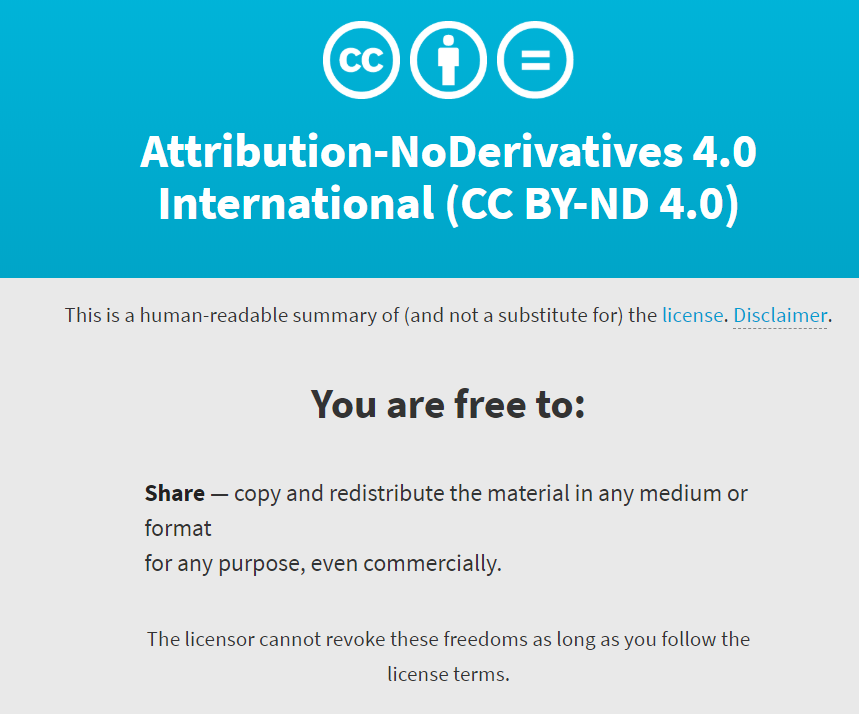 CC
Attribution-NoDerivatives 4.0
International (CC BY-ND 4.0)
This is a human-readable summary of (and not a substitute for) the license. Disclaimer.
You are free to:
Share — copy and redistribute the material in any medium or
format
for any purpose, even commercially.
The licensor cannot revoke these freedoms as long as you follow the
license terms.